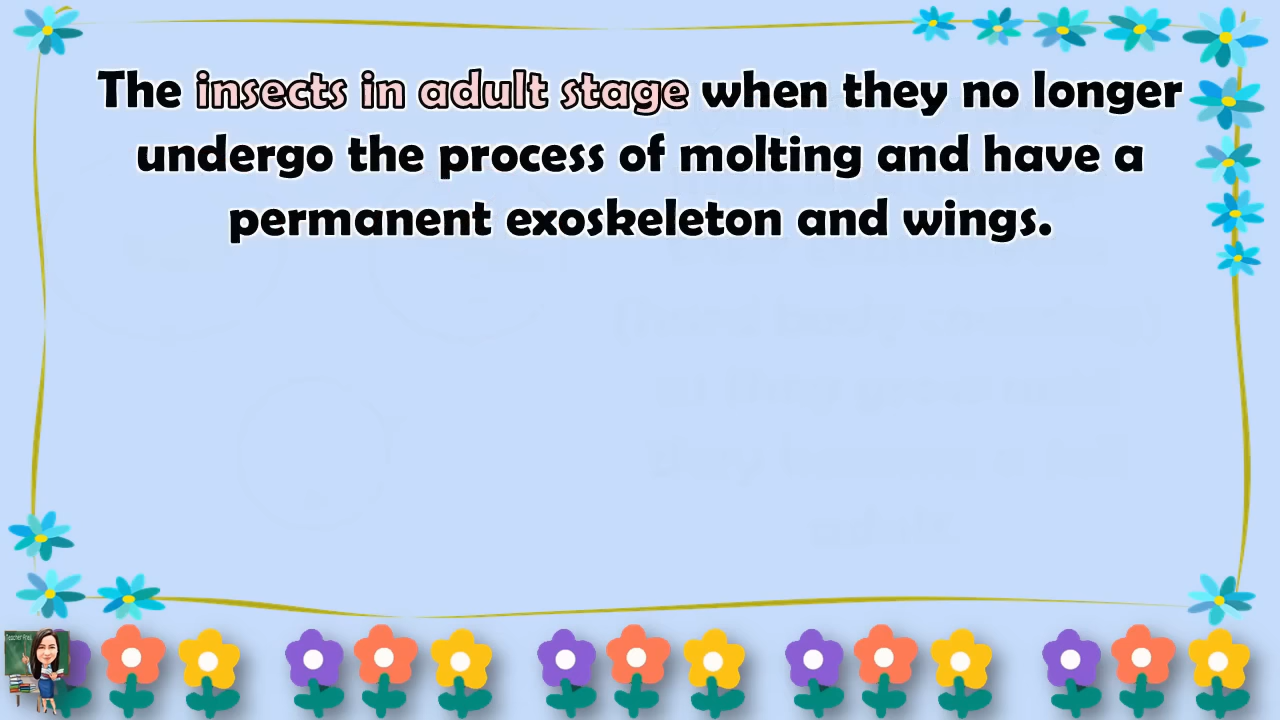 The insects in adult stage when they no longer
undergo the process of molting and have a
permanent exoskeleton and wings.